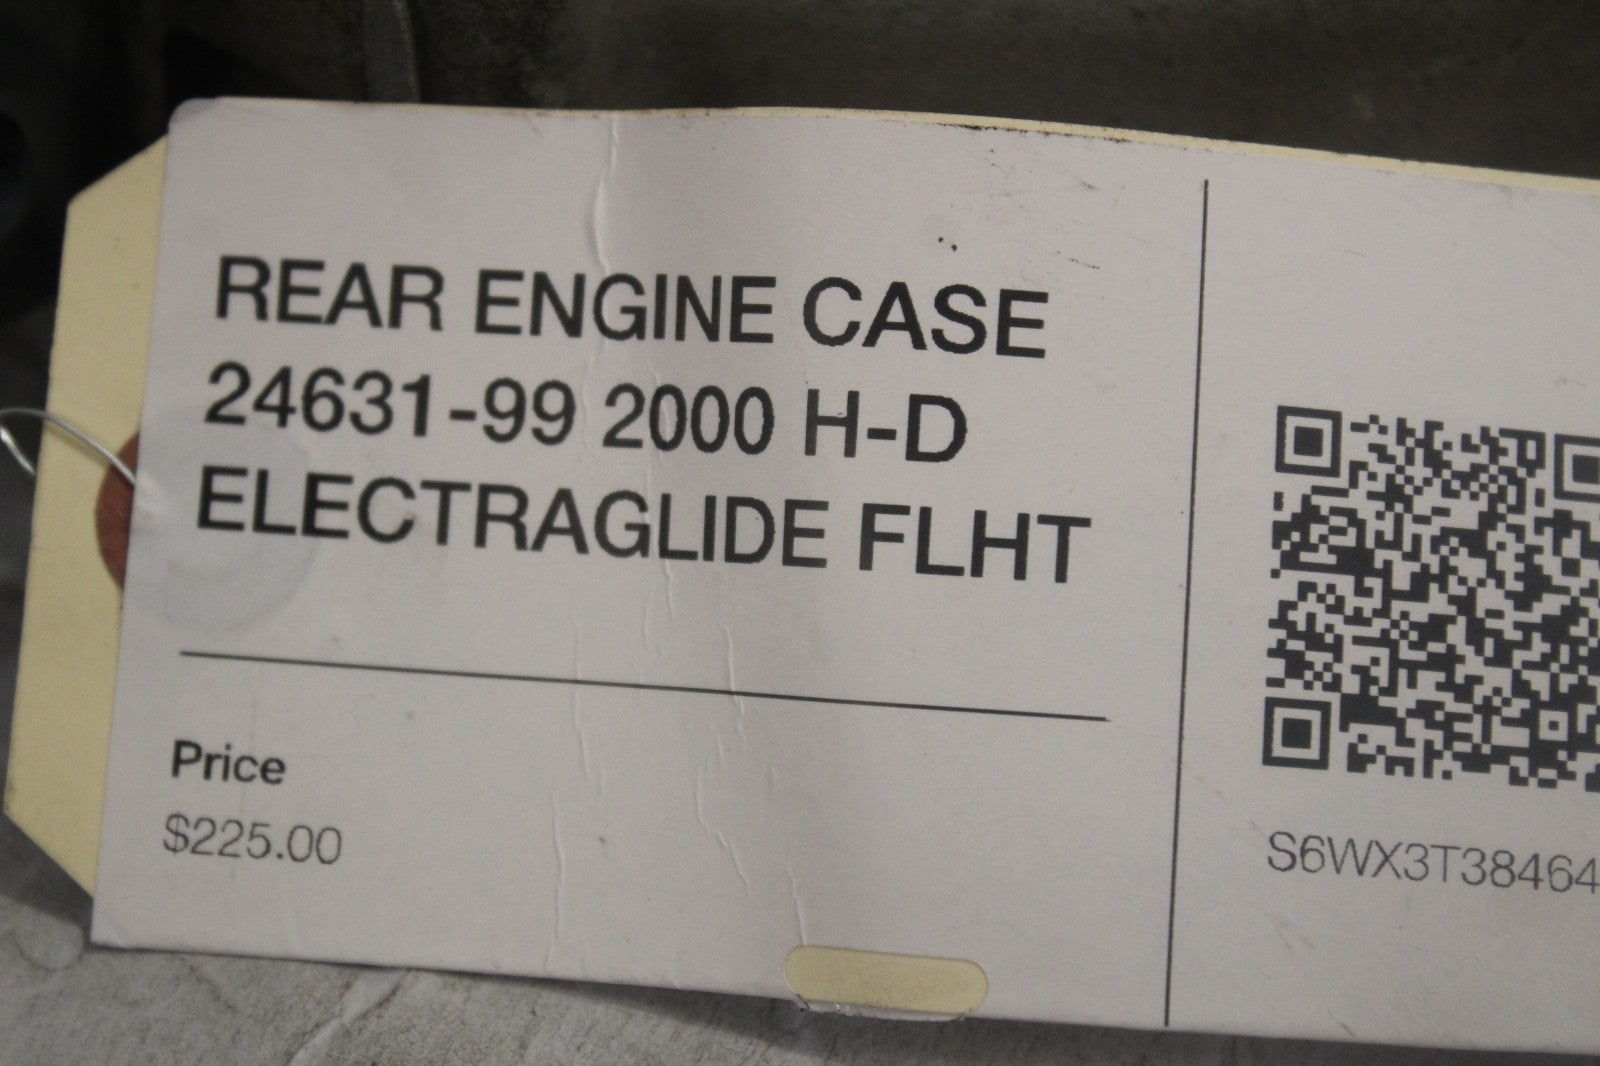 REAR ENGINE CASE
24631-99 2000 H-D
ELECTRAGLIDE FLHT
Price
$225.00
S6WX3T38464